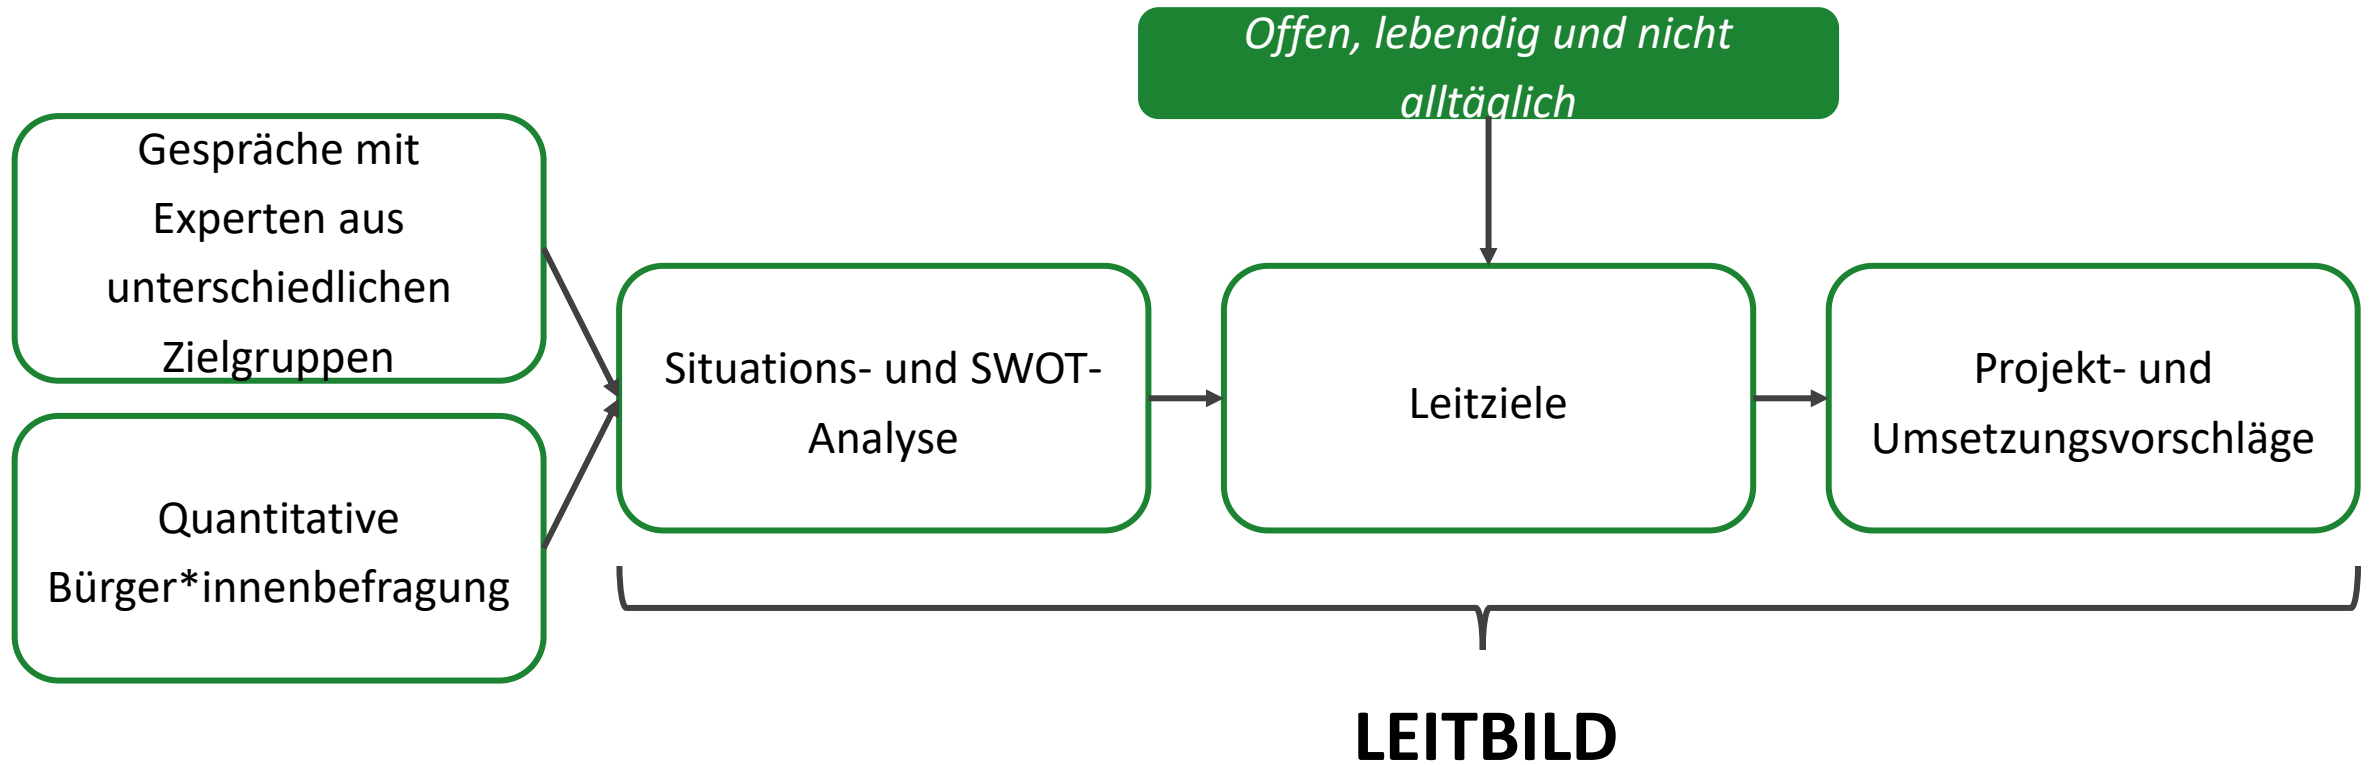 Offen, lebendig und nicht
alltäglich
Gespräche mit
Experten aus
unterschiedlichen
Zielgruppen
Quantitative
Bürger*innenbefragung
Situations- und SWOT-
Analyse
Leitziele
Projekt- und
Umsetzungsvorschläge
LEITBILD